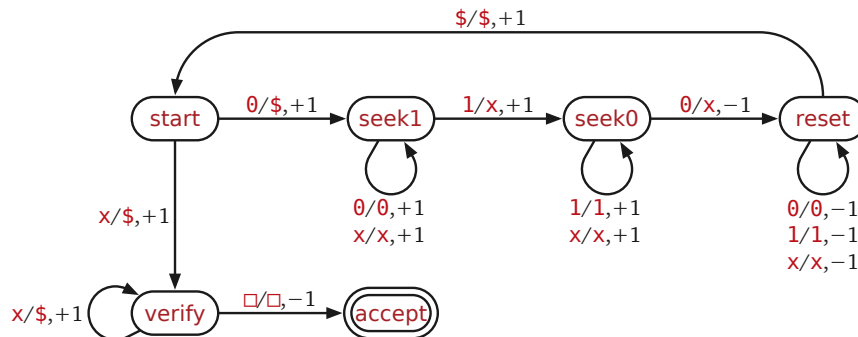 $/$,+1
start
0/$,+1
seek1
1/x,+1
seek0
0/x,−1
reset
0/0,+1
x/x,+1
1/1,+1
x/x,+1
0/0,−1
1/1,−1
x/x,−1
x/$,+1
x/$,+1
verify
□/□,−1
accept